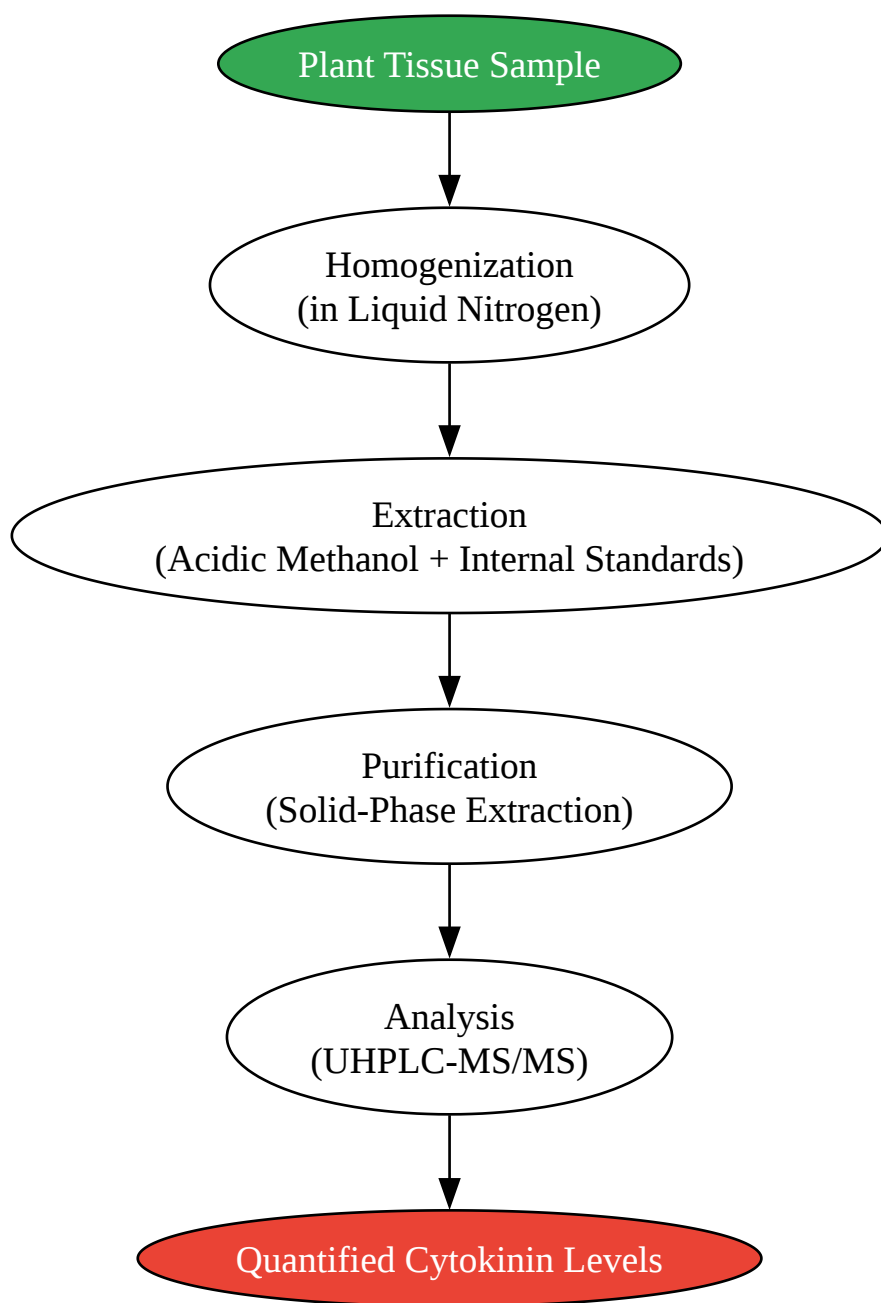 Plant Tissue Sample
Homogenization
(in Liquid Nitrogen)
Extraction
(Acidic Methanol + Internal Standards)
Purification
(Solid-Phase Extraction)
Analysis
(UHPLC-MS/MS)
Quantified Cytokinin Levels